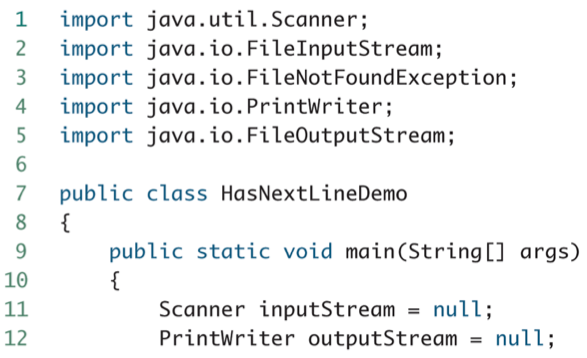 1 import java.util.Scanner;
2 import java.io.FileInputStream;
3 import java.io.FileNotFoundException;
4 import java.io.PrintWriter;
5 import java.io.FileOutputStream;
6
7 public class HasNextLineDemo
8 {
9     public static void main(String[] args)
10     {
11         Scanner inputStream = null;
12         PrintWriter outputStream = null;